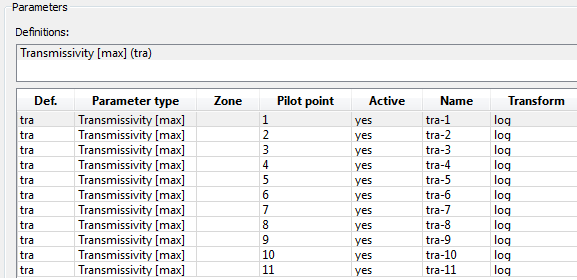 Parameters
Definitions:
Transmissivity [max] (tra)
Def. Parameter type Zone Pilot point Active Name Transform
tra Transmissivity [max] 1 yes tra-1 log
tra Transmissivity [max] 2 yes tra-2 log
tra Transmissivity [max] 3 yes tra-3 log
tra Transmissivity [max] 4 yes tra-4 log
tra Transmissivity [max] 5 yes tra-5 log
tra Transmissivity [max] 6 yes tra-6 log
tra Transmissivity [max] 7 yes tra-7 log
tra Transmissivity [max] 8 yes tra-8 log
tra Transmissivity [max] 9 yes tra-9 log
tra Transmissivity [max] 10 yes tra-10 log
tra Transmissivity [max] 11 yes tra-11 log